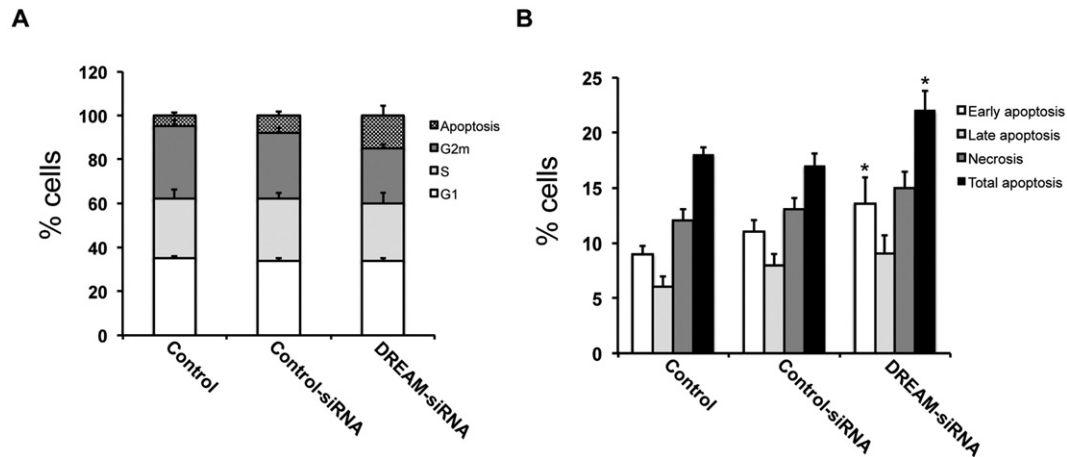 A
120
100
80
60
40
20
0
% cells
Control
Control-siRNA
DREAM-siRNA
Apoptosis
G2m
S
G1
B
25
20
15
10
5
0
% cells
*
*
Control
Control-siRNA
DREAM-siRNA
Early apoptosis
Late apoptosis
Necrosis
Total apoptosis